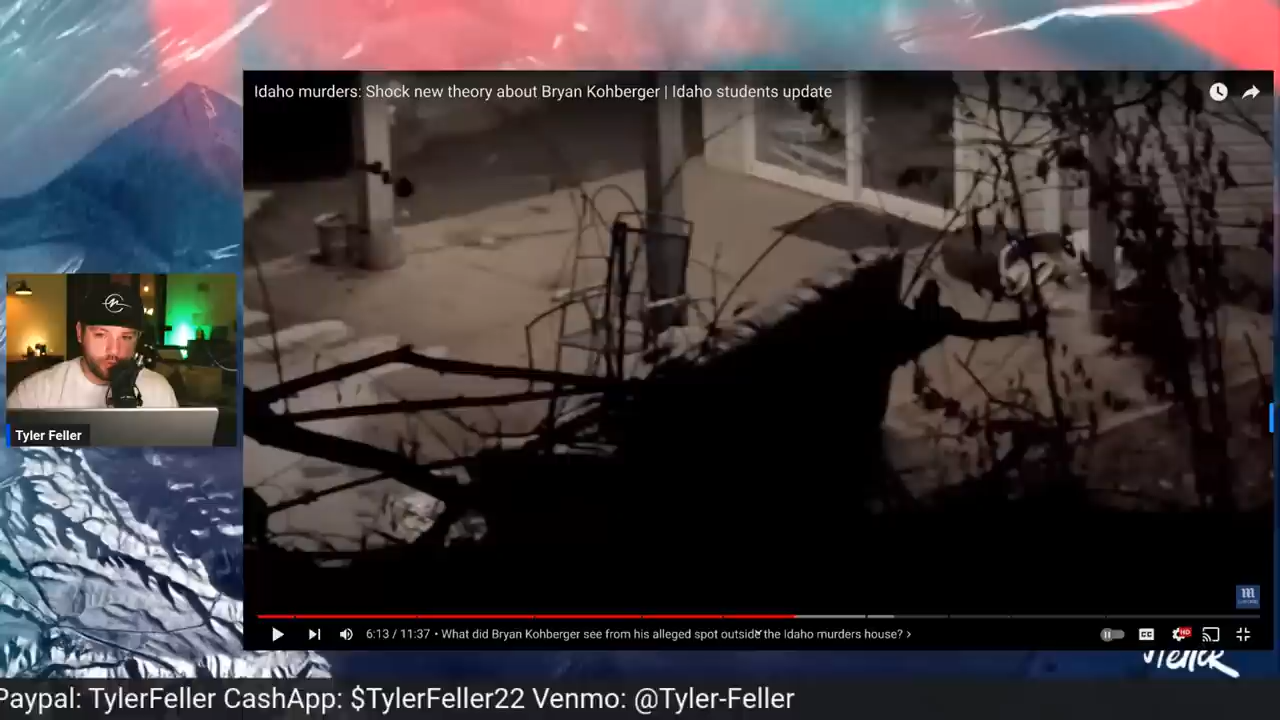 Idaho murders: Shock new theory about Bryan Kohberger | Idaho students update
Tyler Feller
6:13 / 11:37 • What did Bryan Kohberger see from his alleged spot outside the Idaho murders house? ›
CC
HD
Paypal: TylerFeller CashApp: $TylerFeller22 Venmo: @Tyler-Feller